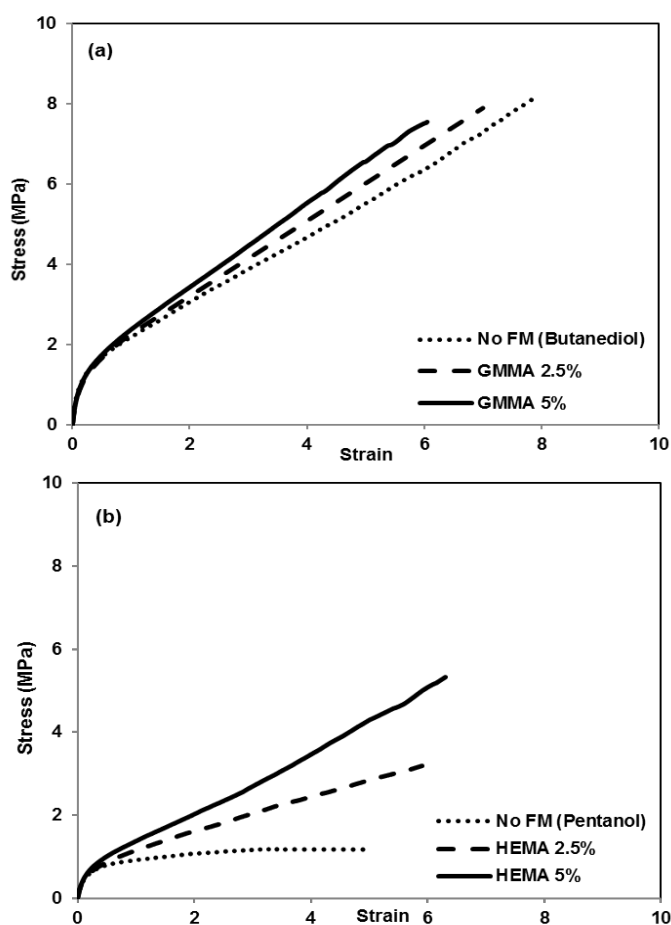 10
(a)
8
6
Stress (MPa)
4
2
No FM (Butanediol)
GMMA 2.5%
GMMA 5%
0
0 2 4 6 8 10
Strain
10
(b)
8
6
Stress (MPa)
4
2
No FM (Pentanol)
HEMA 2.5%
HEMA 5%
0
0 2 4 6 8 10
Strain